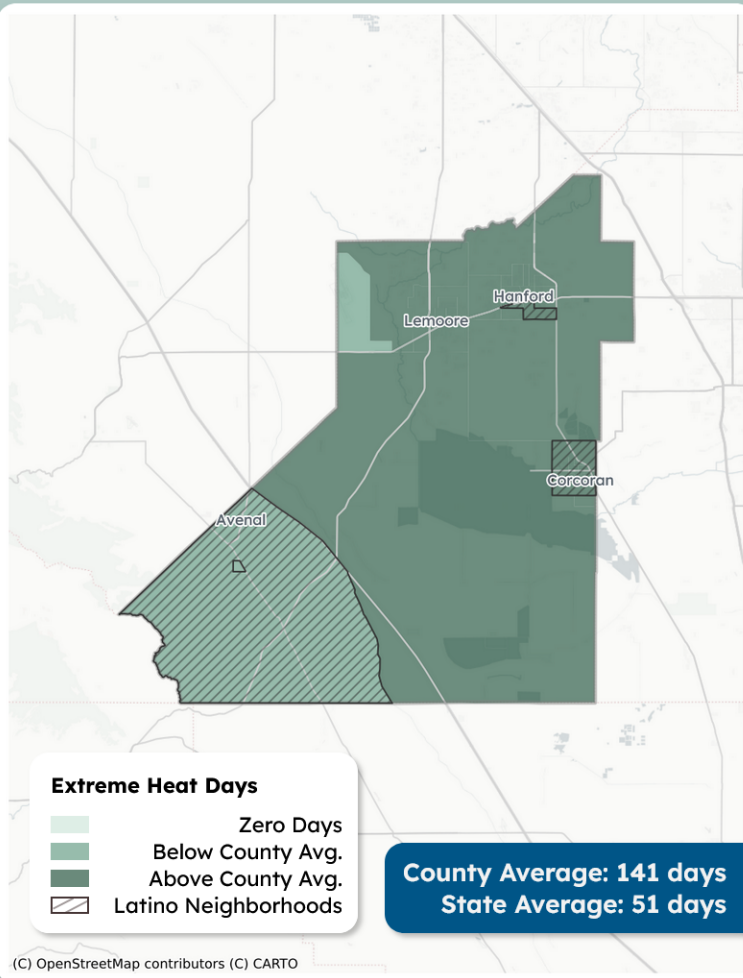 Hanford
Lemoore
Corcoran
Avenal
Extreme Heat Days
Zero Days
Below County Avg.
Above County Avg.
Latino Neighborhoods
County Average: 141 days
State Average: 51 days
(C) OpenStreetMap contributors (C) CARTO